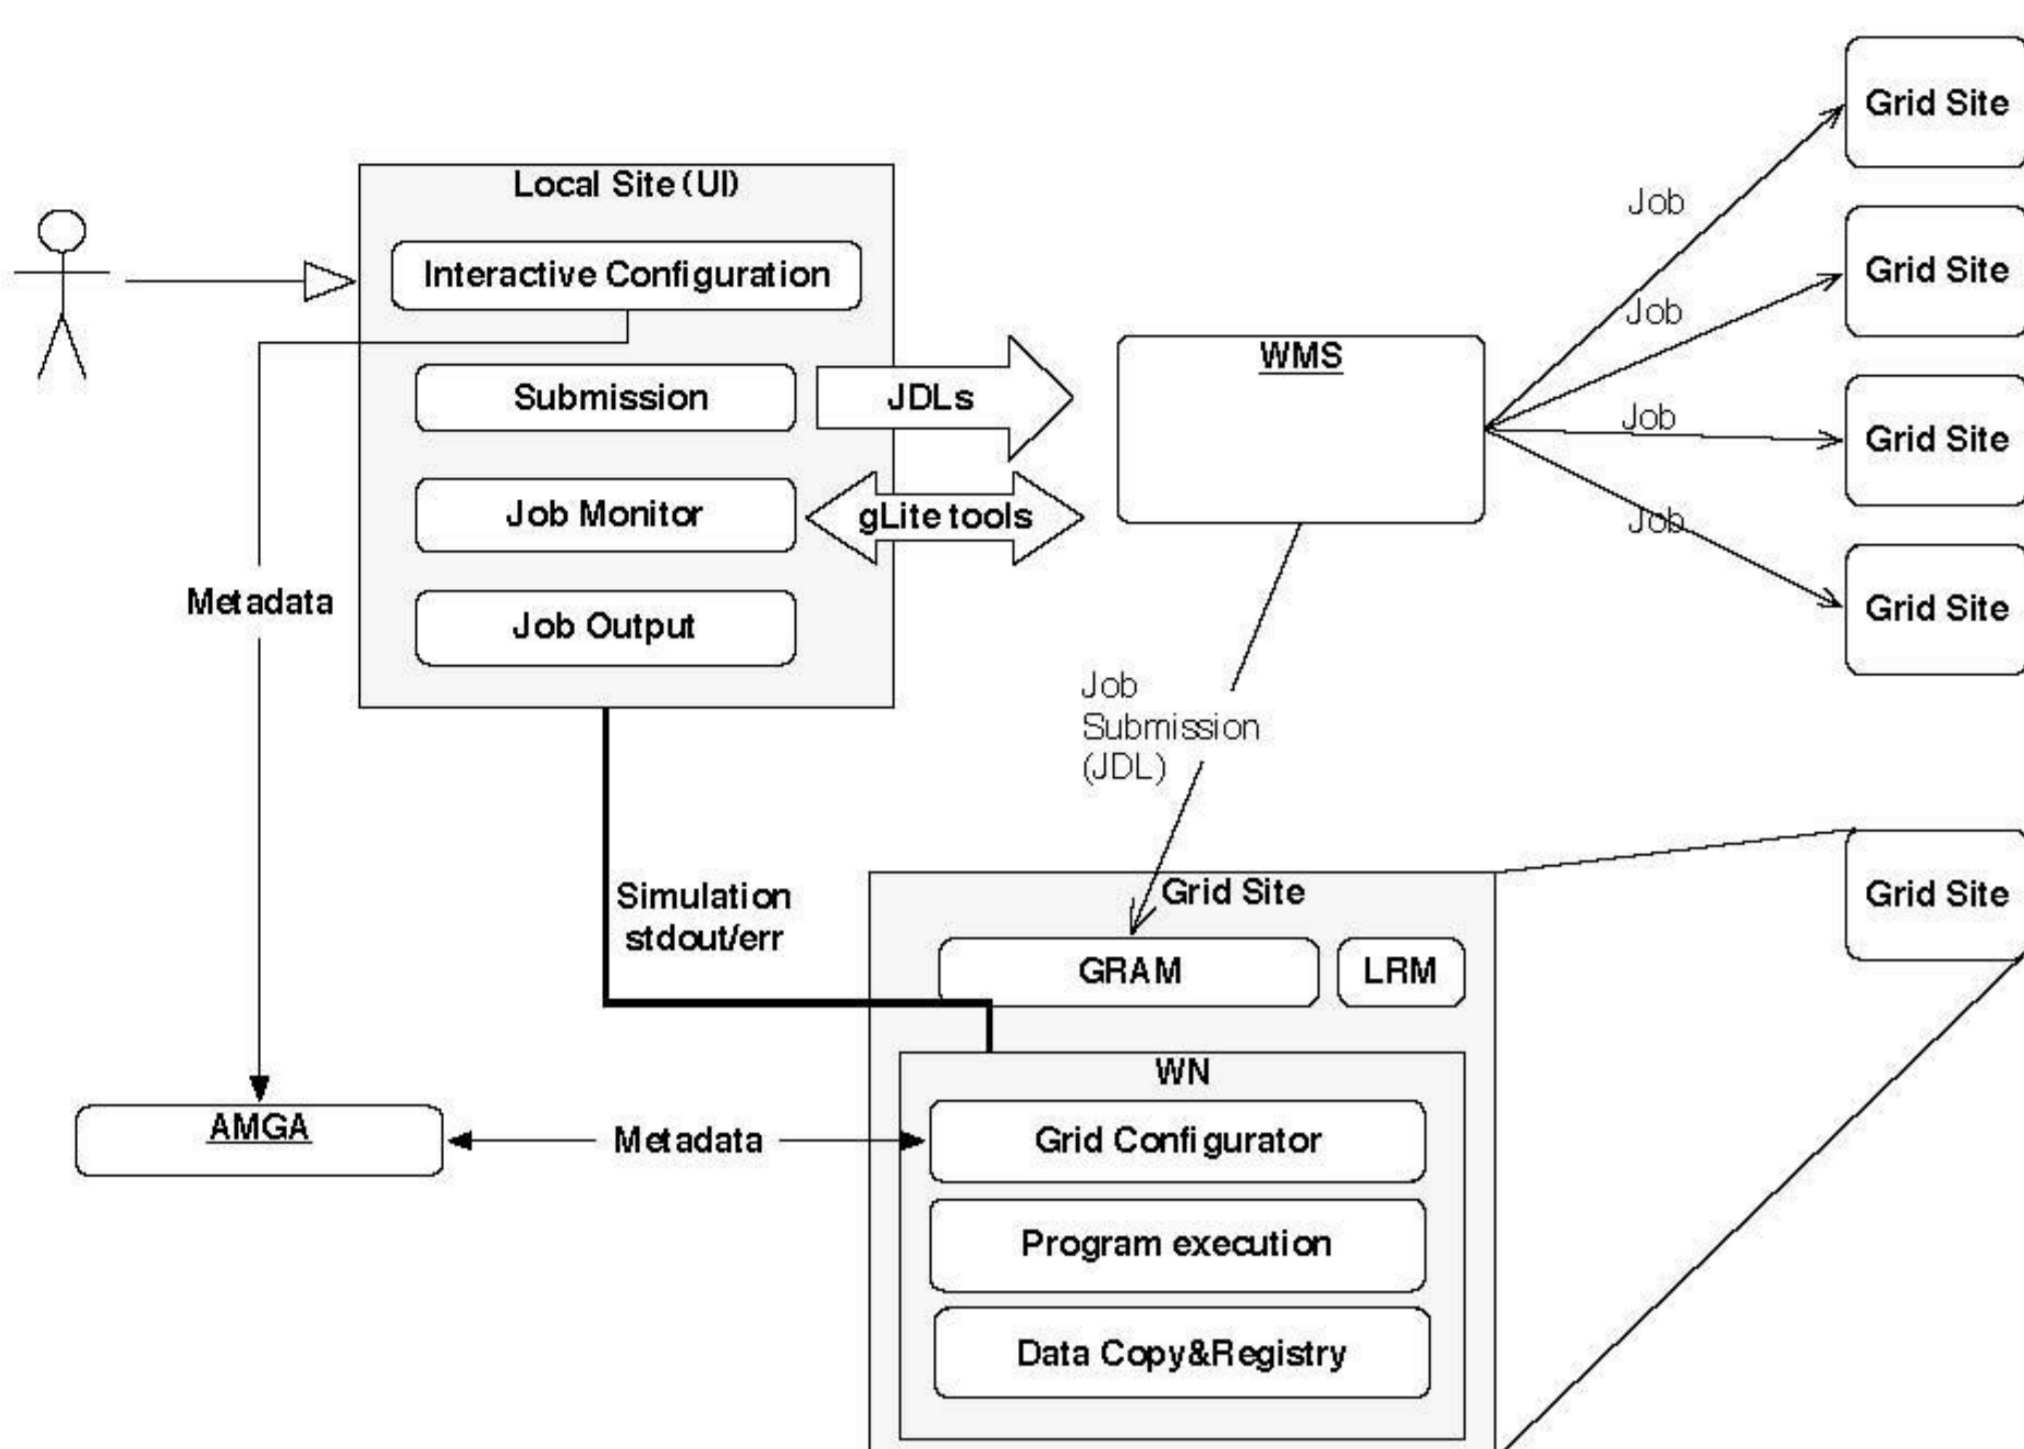 Local Site (UI)
Interactive Configuration
Submission
JDLs
Job Monitor
gLite tools
Job Output
Metadata
WMS
Job
Job
Job
Job
Grid Site
Grid Site
Grid Site
Grid Site
Job
Submission
(JDL)
Simulation
stdout/err
Grid Site
GRAM
LRM
Grid Site
WN
AMGA
Metadata
Grid Configurator
Program execution
Data Copy&Registry